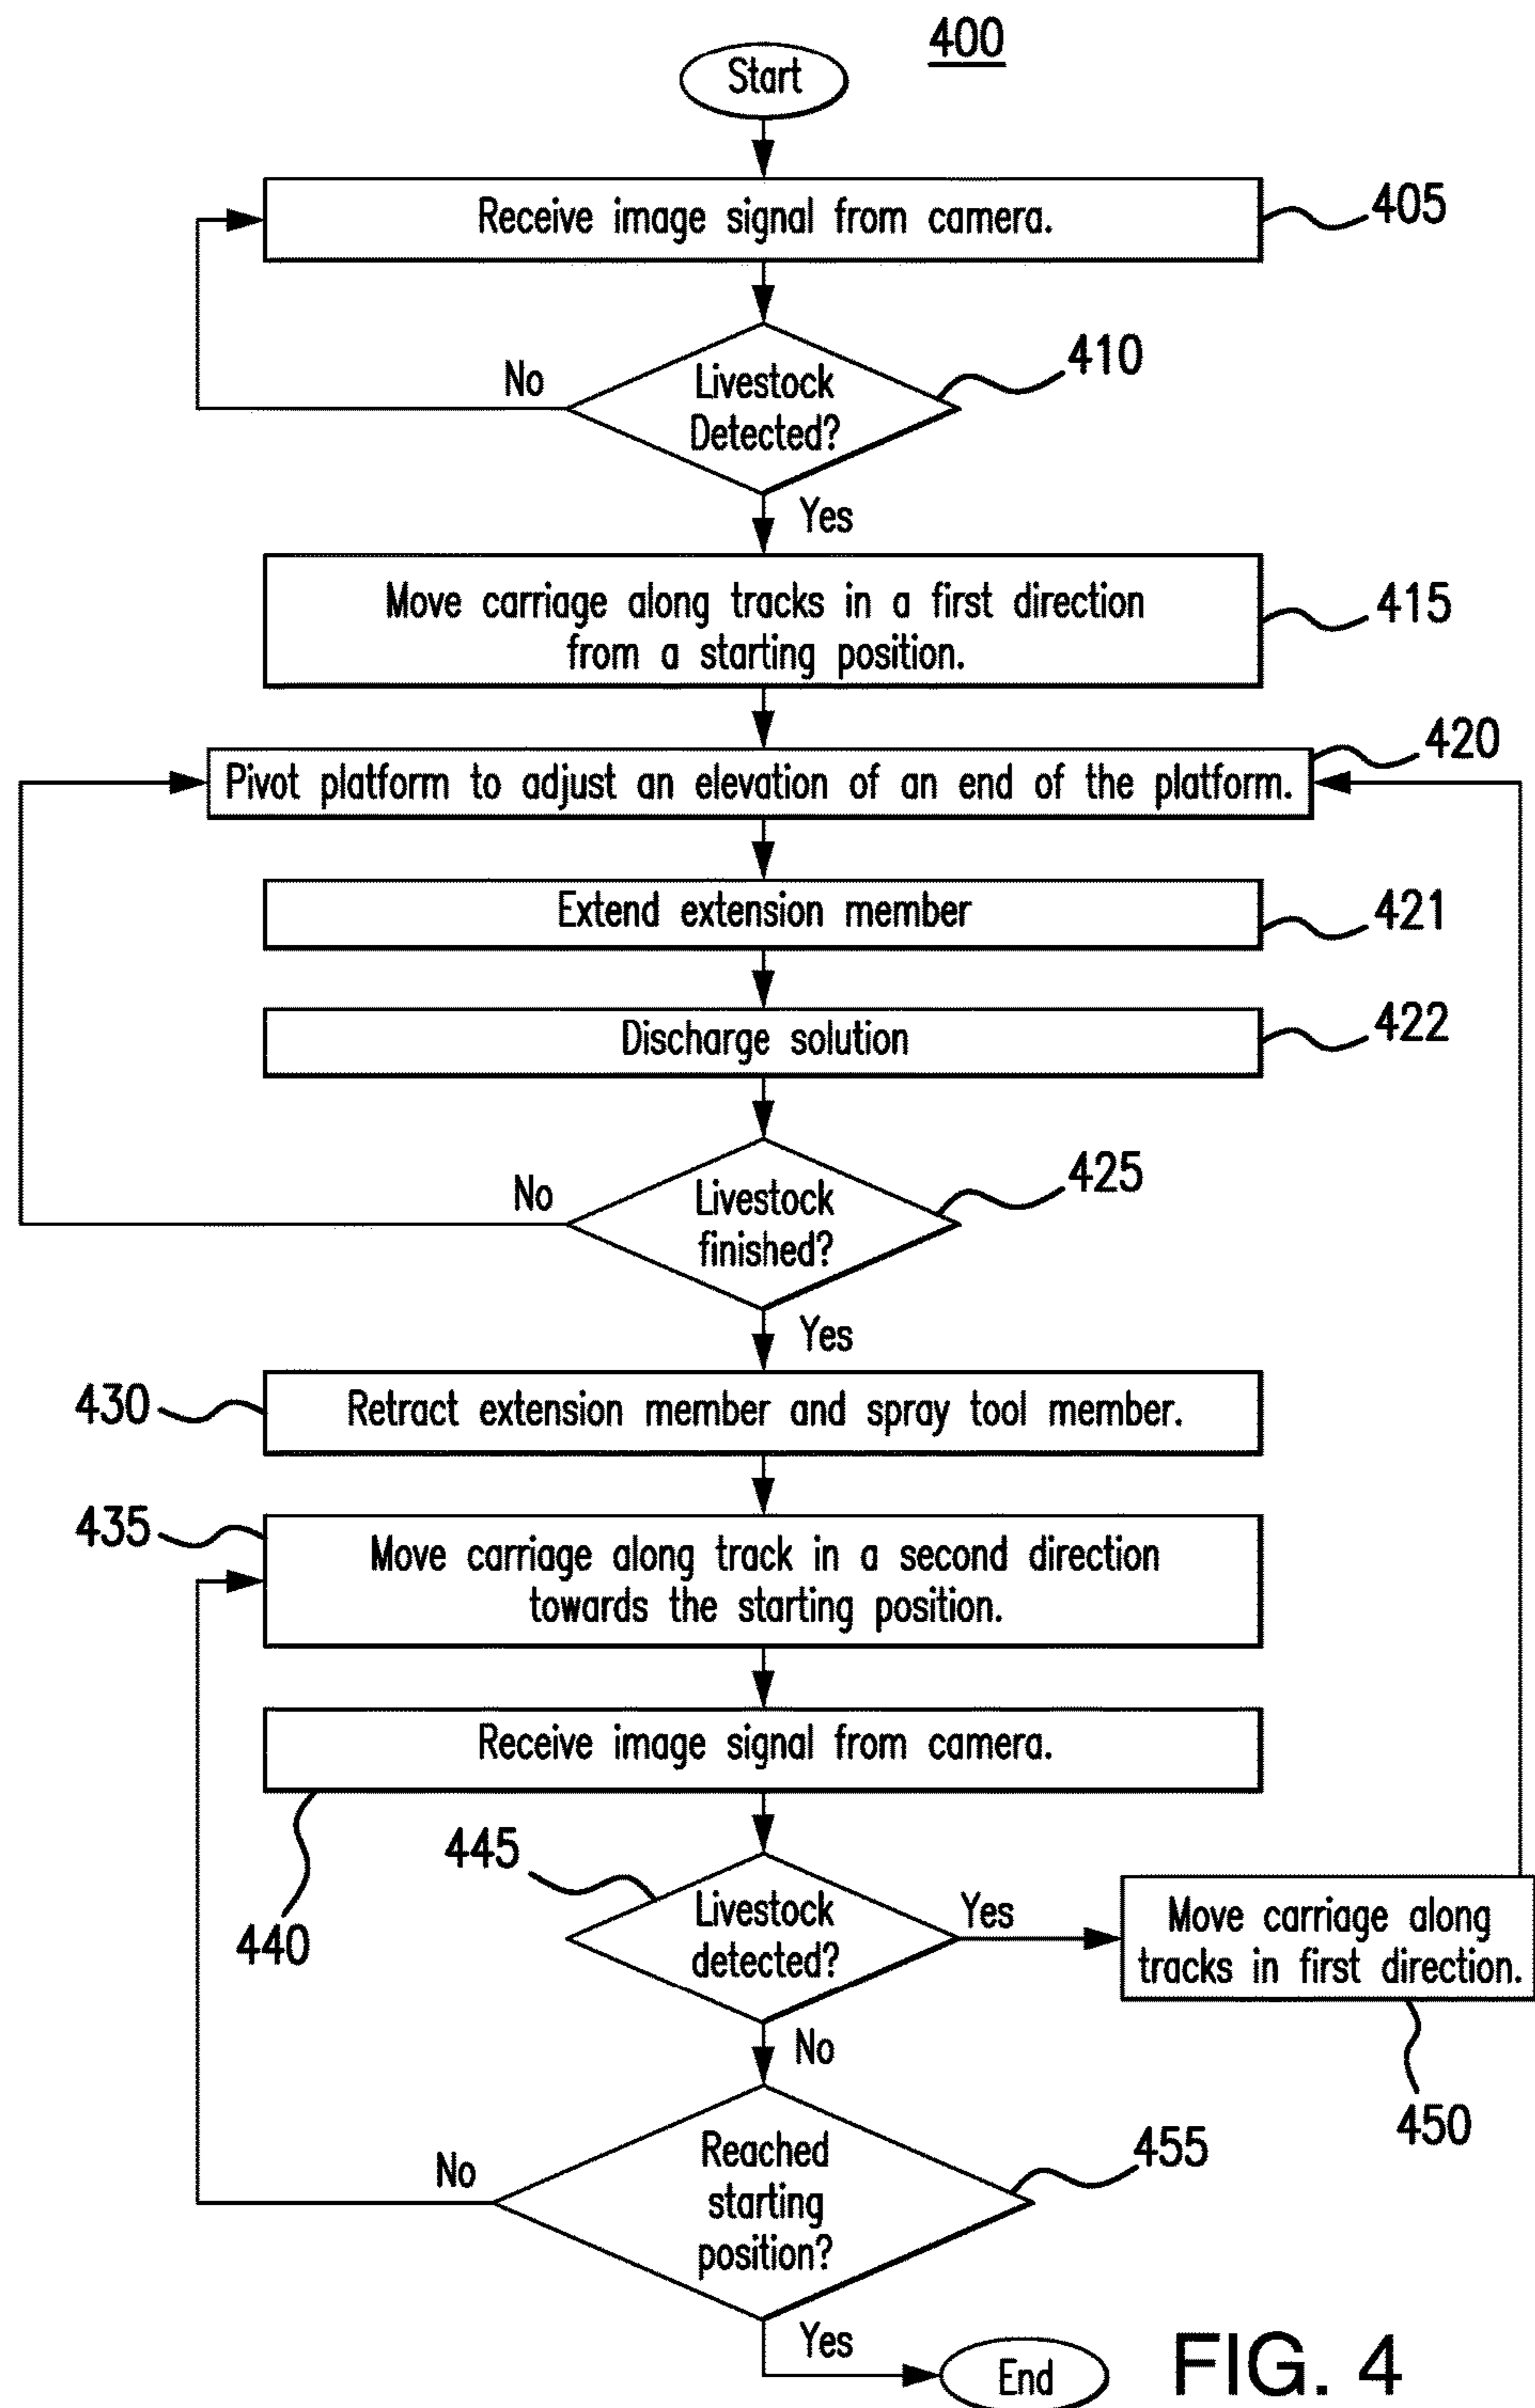 400
Start
Receive image signal from camera.
405
Livestock
Detected?
410
No
Yes
Move carriage along tracks in a first direction
from a starting position.
415
Pivot platform to adjust an elevation of an end of the platform.
420
Extend extension member
421
Discharge solution
422
Livestock
finished?
425
No
Yes
430
Retract extension member and spray tool member.
435
Move carriage along track in a second direction
towards the starting position.
Receive image signal from camera.
440
445
Livestock
detected?
Yes
Move carriage along
tracks in first direction.
450
No
Reached
starting
position?
455
No
Yes
End
FIG. 4